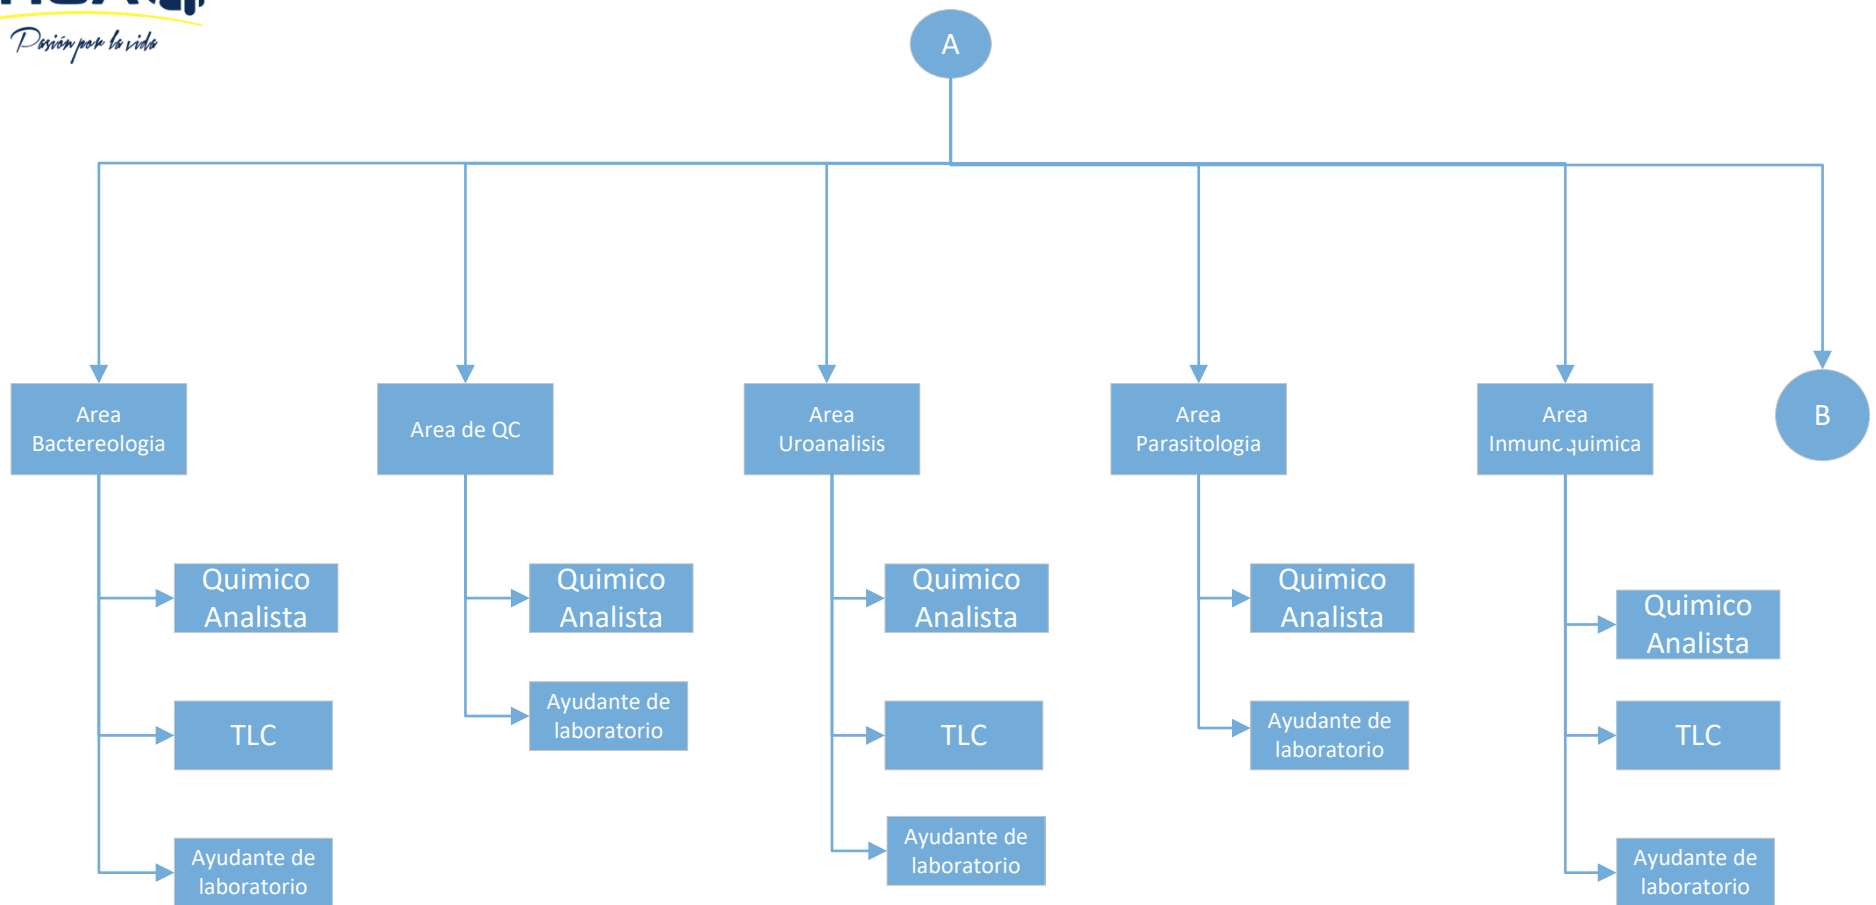 Pasión por la vida
A
Area
Bactereologia
Area de QC
Area
Uroanalisis
Area
Parasitologia
Area
Inmunoquimica
B
Quimico
Analista
Quimico
Analista
Quimico
Analista
Quimico
Analista
Quimico
Analista
TLC
Ayudante de
laboratorio
TLC
Ayudante de
laboratorio
TLC
Ayudante de
laboratorio
Ayudante de
laboratorio
Ayudante de
laboratorio